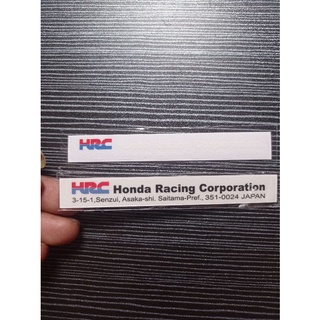 HRC
HRC Honda Racing Corporation
3-15-1,Senzui, Asaka-shi, Saitama-Pref., 351-0024 JAPAN